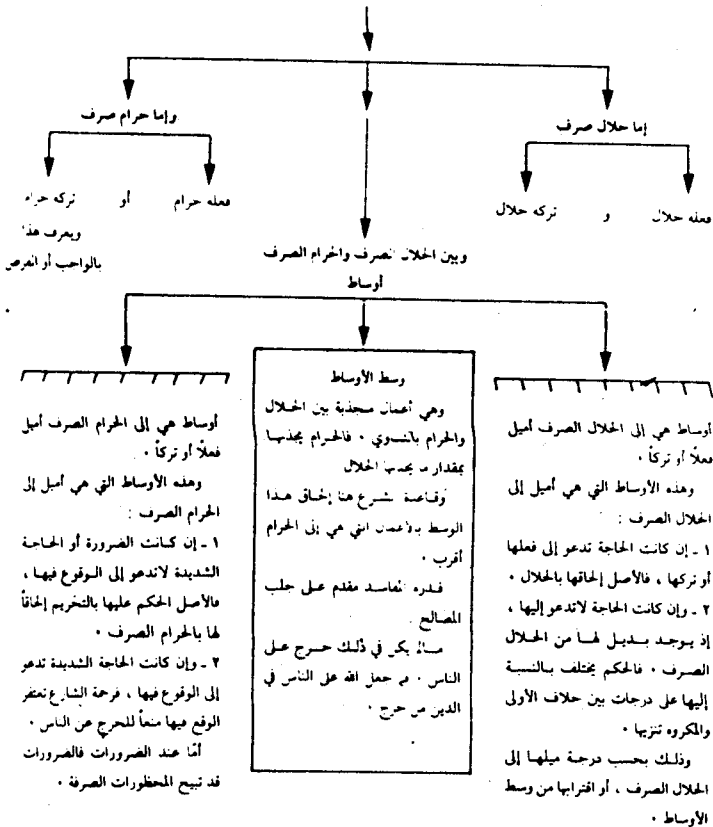 إما حلال صرف
وإما حرام صرف
فعله حلال و تركه حلال
فعله حرام أو تركه حرام
ويعرف هذا
بالواجب أو الفرض
وبين الحلال الصرف والحرام الصرف
أوساط
أوساط هي إلى الحلال الصرف أميل
فعلاً أو تركاً .
وهذه الأوساط التي هي أميل إلى
الحلال الصرف :
١ ـ إن كانت الحاجة تدعو إلى فعلها
أو تركها ، فالأصل إلحاقها بالحلال .
٢ ـ وإن كانت الحاجة لاتدعو إليها ،
إذ يوجد بديل لها من الحلال
الصرف . فالحكم يختلف بالنسبة
إليها على درجات بين خلاف الأولى
والمكروه تنزيها .
وذلك بحسب درجة ميلها إلى
الحلال الصرف ، أو اقترابها من وسط
الأوساط .
وسط الأوساط
وهي أعمال منجذبة بين الحلال
والحرام بالتساوي . فالحرام يجذبها
بمقدار ما يجذبها الحلال
وقاعدة الشرع هنا إلحاق هذا
الوسط بالأعمال التي هي إلى الحرام
أقرب .
فدرء المفاسد مقدم على جلب
المصالح
مالم يكن في ذلك حرج على
الناس . فما جعل الله على الناس في
الدين من حرج .
أوساط هي إلى الحرام الصرف أميل
فعلاً أو تركاً .
وهذه الأوساط التي هي أميل إلى
الحرام الصرف :
١ ـ إن كانت الضرورة أو الحاجة
الشديدة لاتدعو إلى الوقوع فيها ،
فالأصل الحكم عليها بالتحريم إلحاقاً
لها بالحرام الصرف .
٢ ـ وإن كانت الحاجة الشديدة تدعو
إلى الوقوع فيها ، فرحمة الشارع تغتفر
الوقع فيها منعاً للحرج عن الناس .
أمّا عند الضرورات فالضرورات
قد تبيح المحظورات الصرفة .